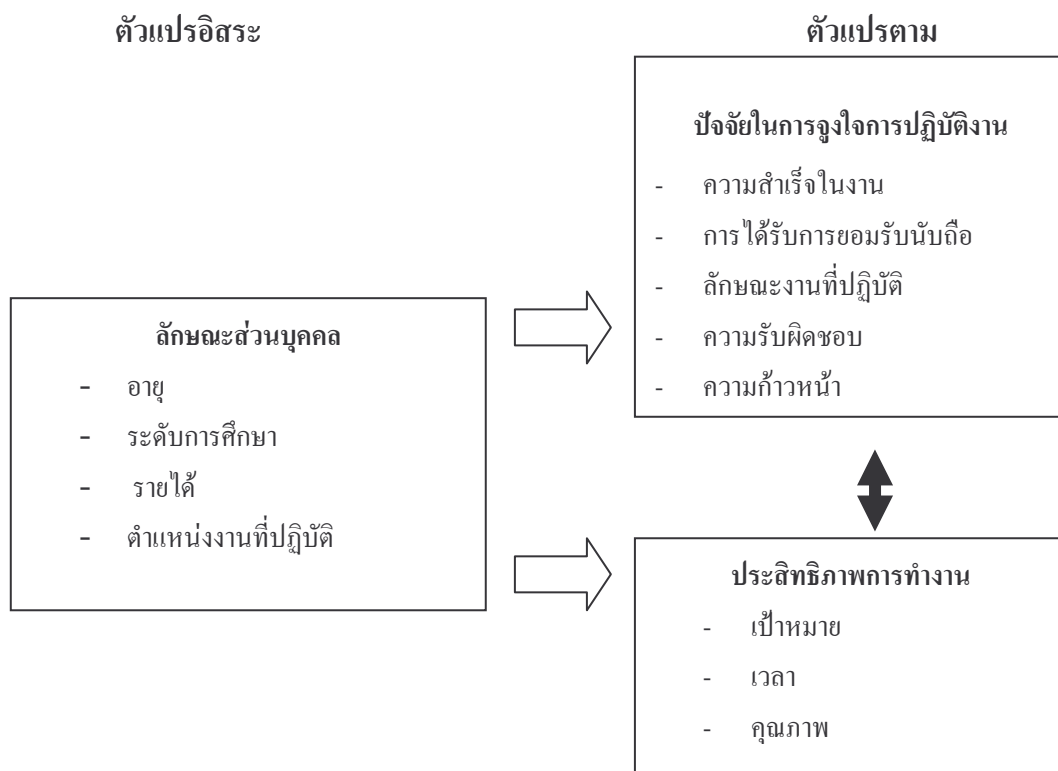 ตัวแปรอิสระ
ตัวแปรตาม
ลักษณะส่วนบุคคล
- อายุ
- ระดับการศึกษา
- รายได้
- ตำแหน่งงานที่ปฏิบัติ
ปัจจัยในการจูงใจการปฏิบัติงาน
- ความสำเร็จในงาน
- การได้รับการยอมรับนับถือ
- ลักษณะงานที่ปฏิบัติ
- ความรับผิดชอบ
- ความก้าวหน้า
ประสิทธิภาพการทำงาน
- เป้าหมาย
- เวลา
- คุณภาพ